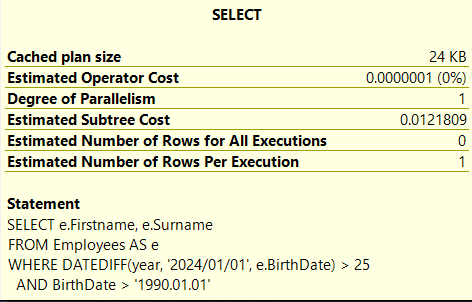 SELECT
Cached plan size 24 KB
Estimated Operator Cost 0.0000001 (0%)
Degree of Parallelism 1
Estimated Subtree Cost 0.0121809
Estimated Number of Rows for All Executions 0
Estimated Number of Rows Per Execution 1
Statement
SELECT e.Firstname, e.Surname
FROM Employees AS e
WHERE DATEDIFF(year, '2024/01/01', e.BirthDate) > 25
AND BirthDate > '1990.01.01'